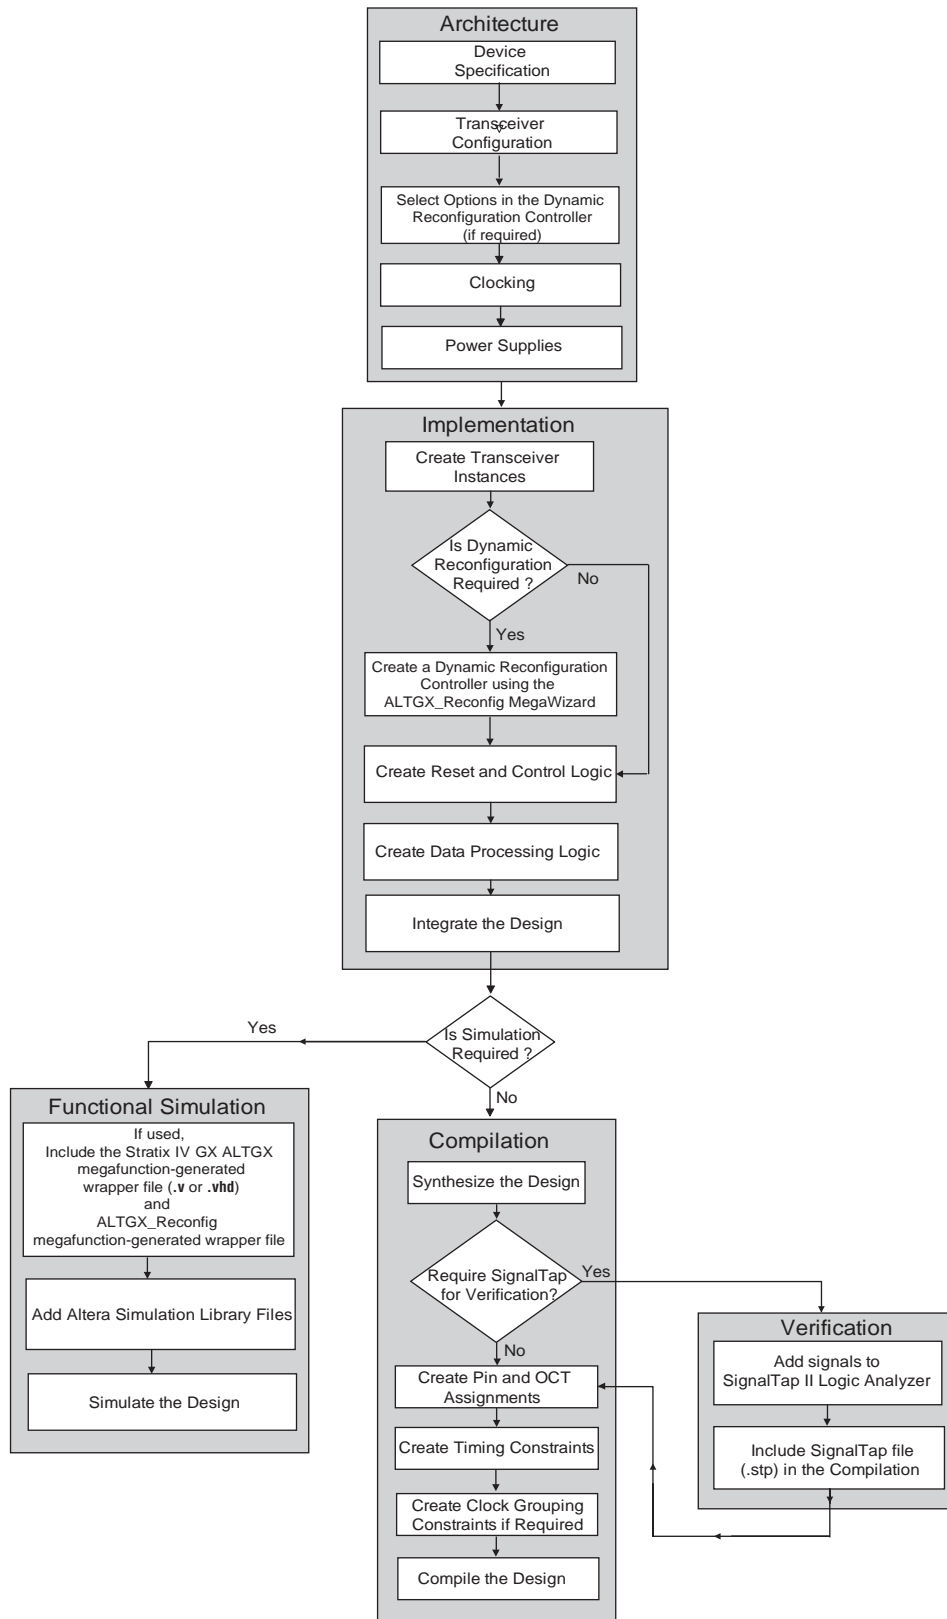 Architecture
Device
Specification
Transceiver
Configuration
Select Options in the Dynamic
Reconfiguration Controller
(if required)
Clocking
Power Supplies
Implementation
Create Transceiver
Instances
Is Dynamic
Reconfiguration
Required ?
No
Yes
Create a Dynamic Reconfiguration
Controller using the
ALTGX_Reconfig MegaWizard
Create Reset and Control Logic
Create Data Processing Logic
Integrate the Design
Is Simulation
Required ?
Yes
No
Functional Simulation
If used,
Include the Stratix IV GX ALTGX
megafunction-generated
wrapper file (.v or .vhd)
and
ALTGX_Reconfig
megafunction-generated wrapper file
Add Altera Simulation Library Files
Simulate the Design
Compilation
Synthesize the Design
Require SignalTap
for Verification?
Yes
No
Create Pin and OCT
Assignments
Create Timing Constraints
Create Clock Grouping
Constraints if Required
Compile the Design
Verification
Add signals to
SignalTap II Logic Analyzer
Include SignalTap file
(.stp) in the Compilation